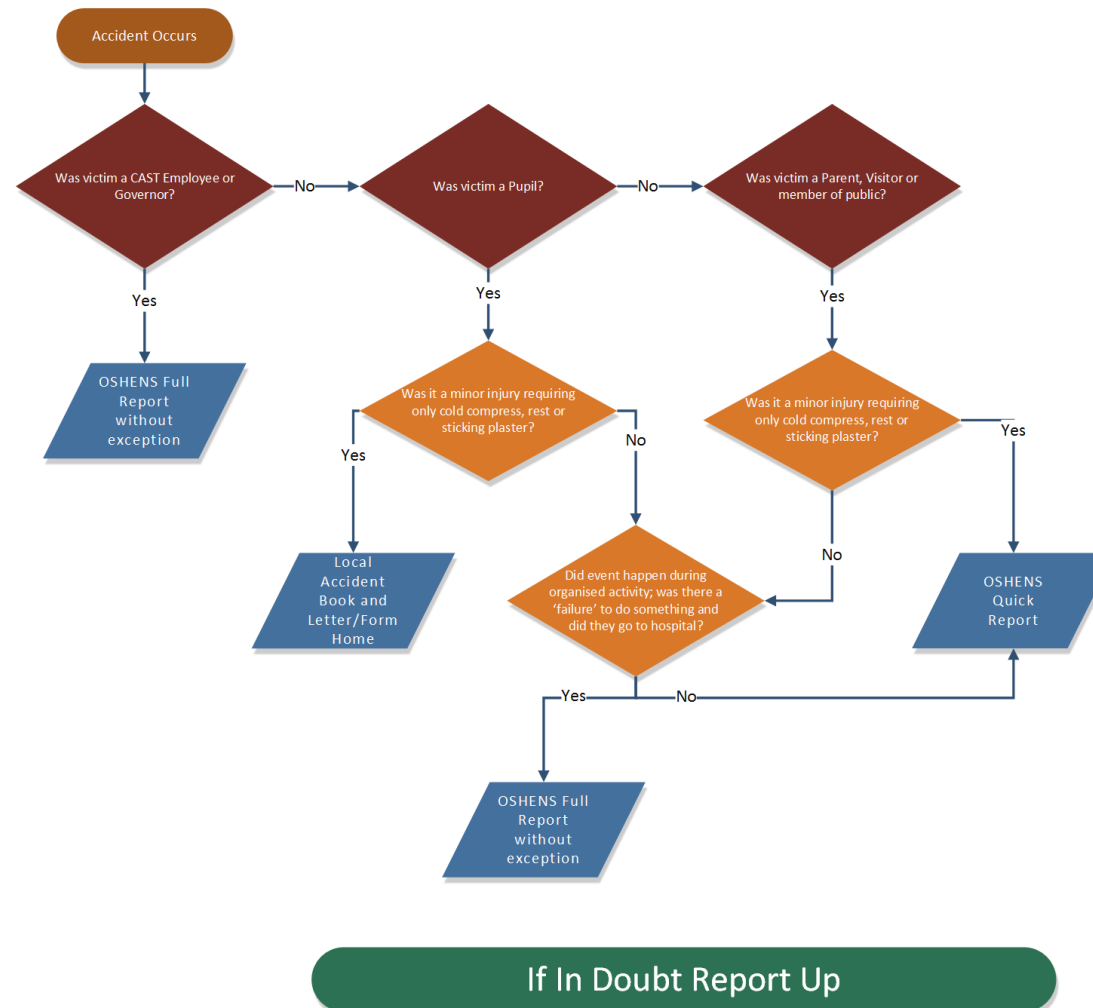 Accident Occurs
Was victim a CAST Employee or
Governor?
No
Was victim a Pupil?
No
Was victim a Parent, Visitor or
member of public?
Yes
Yes
Yes
OSHENS Full
Report
without
exception
Was it a minor injury requiring
only cold compress, rest or
sticking plaster?
Was it a minor injury requiring
only cold compress, rest or
sticking plaster?
Yes
No
Yes
No
Local
Accident
Book and
Letter/Form
Home
Did event happen during
organised activity; was there a
‘failure’ to do something and
did they go to hospital?
OSHENS
Quick
Report
Yes
No
OSHENS Full
Report
without
exception
If In Doubt Report Up